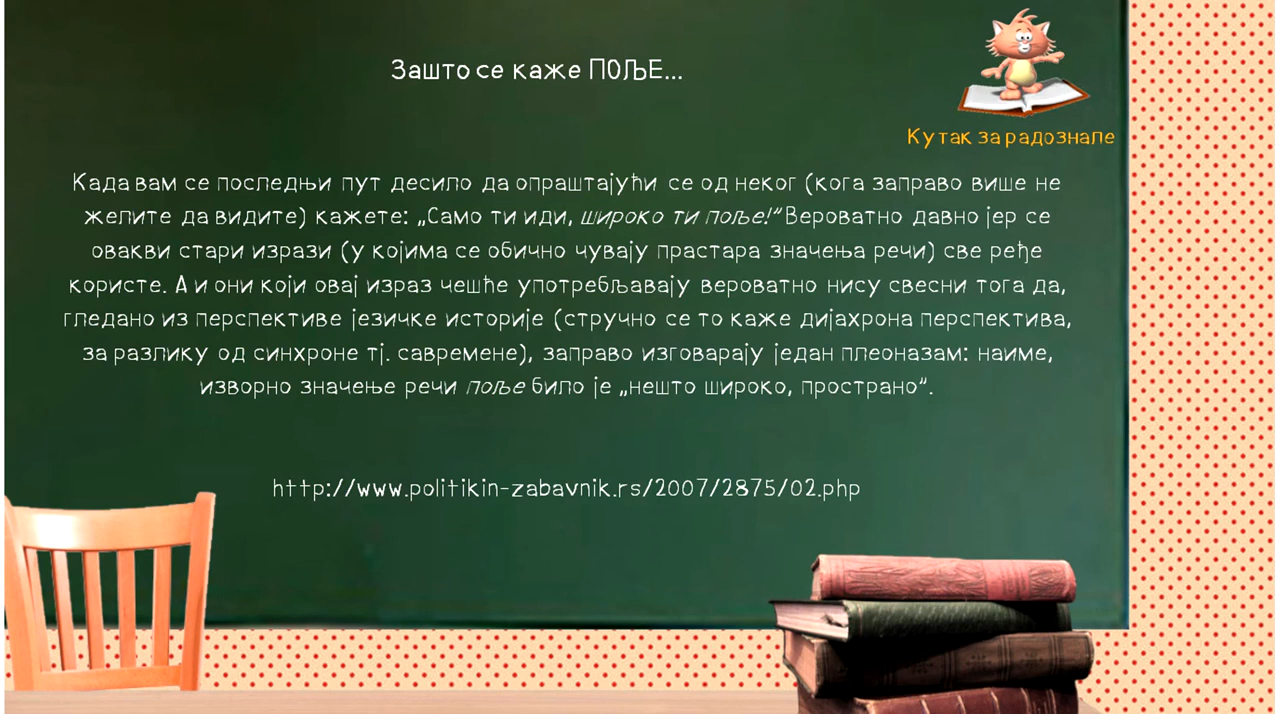 Зашто се каже ПОЉЕ...
Кутак за радознале
Када вам се последњи пут десило да опраштајући се од неког (кога заправо више не
желите да видите) кажете: „Само ти иди, широко ти поље!“ Вероватно давно јер се
овакви стари изрази (у којима се обично чувају прастара значења речи) све ређе
користе. А и они који овај израз чешће употребљавају вероватно нису свесни тога да,
гледано из перспективе језичке историје (стручно се то каже дијахрона перспектива,
за разлику од синхроне тј. савремене), заправо изговарају један плеоназам: наиме,
изворно значење речи поље било је „нешто широко, пространо“.
http://www.politikin-zabavnik.rs/2007/2875/02.php